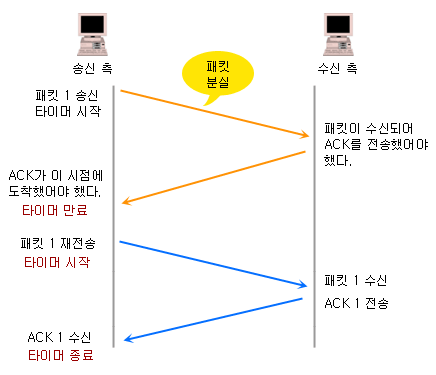 송신 측
수신 측
패킷
분실
패킷 1 송신
타이머 시작
패킷이 수신되어
ACK를 전송했어야
했다.
ACK가 이 시점에
도착했어야 했다.
타이머 만료
패킷 1 재전송
타이머 시작
패킷 1 수신
ACK 1 전송
ACK 1 수신
타이머 종료